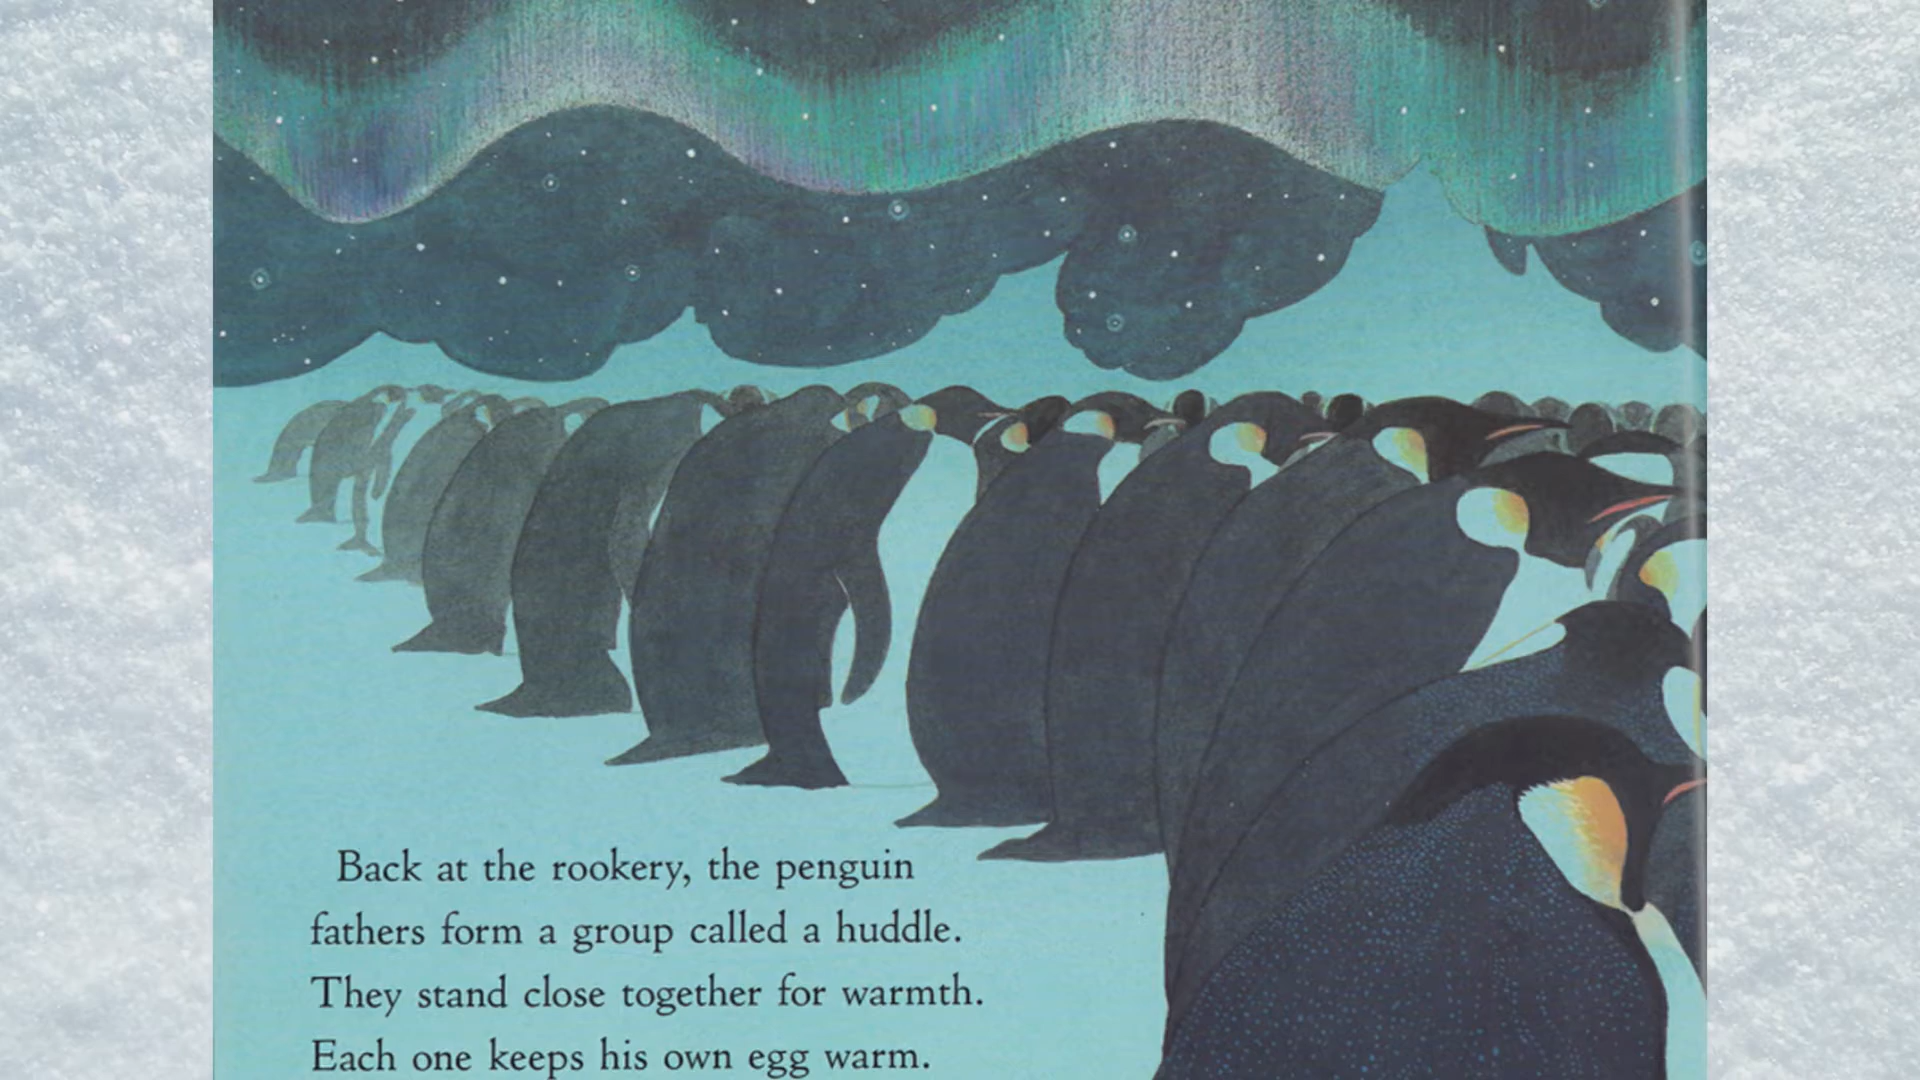 Back at the rookery, the penguin
fathers form a group called a huddle.
They stand close together for warmth.
Each one keeps his own egg warm.